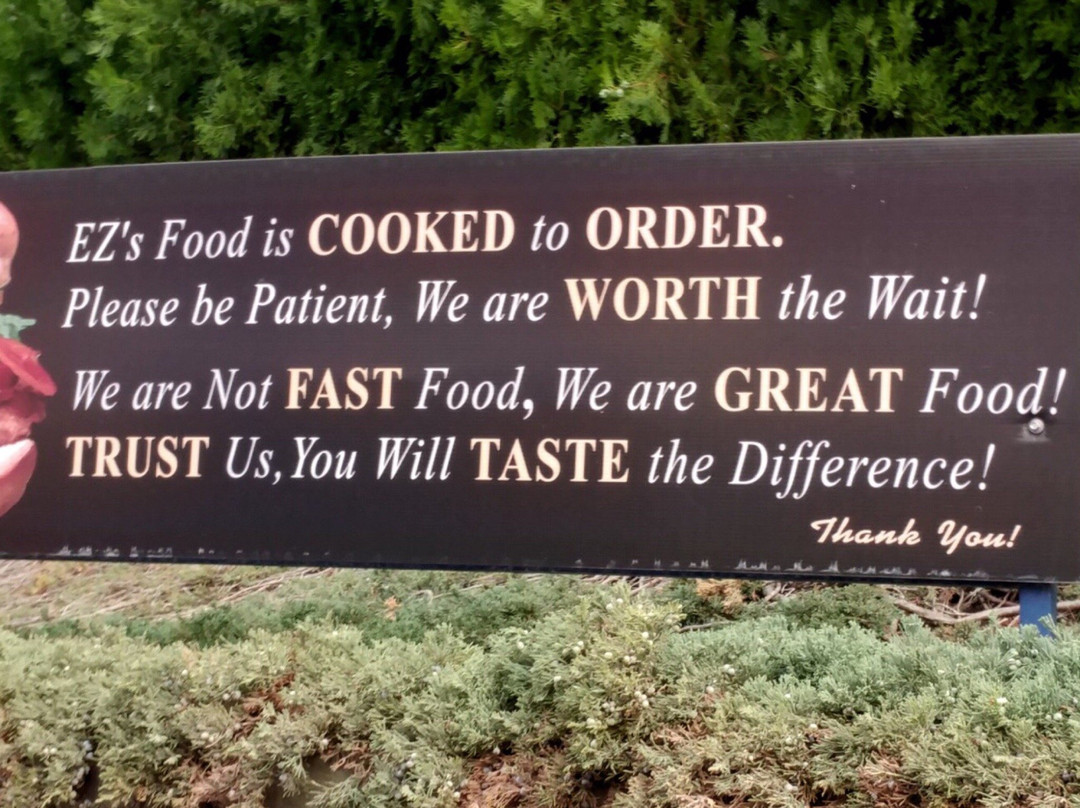 EZ's Food is COOKED to ORDER.
Please be Patient, We are WORTH the Wait!
We are Not FAST Food, We are GREAT Food!
TRUST Us, You Will TASTE the Difference!
Thank You!